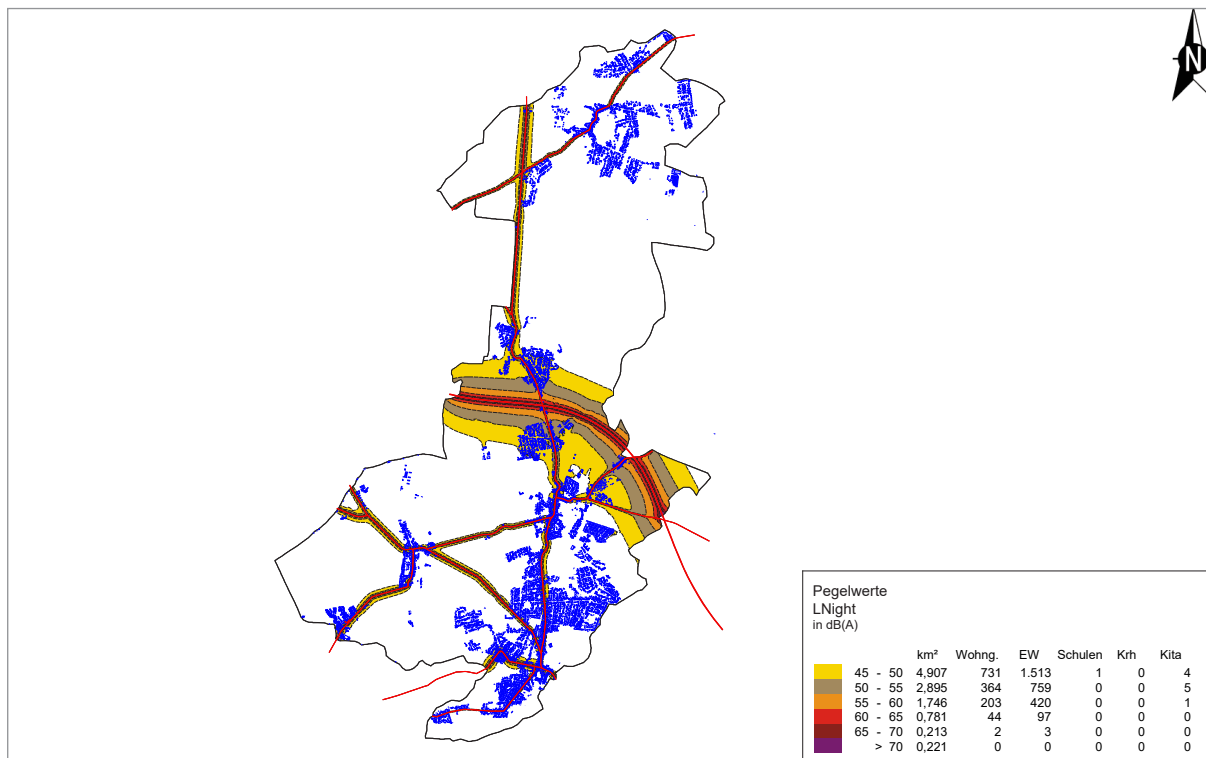 N
Pegelwerte
LNight
in dB(A)
km² Wohng. EW Schulen Krh Kita
45 - 50 4,907 731 1.513 1 0 4
50 - 55 2,895 364 759 0 0 5
55 - 60 1,746 203 420 0 0 1
60 - 65 0,781 44 97 0 0 0
65 - 70 0,213 2 3 0 0 0
> 70 0,221 0 0 0 0 0